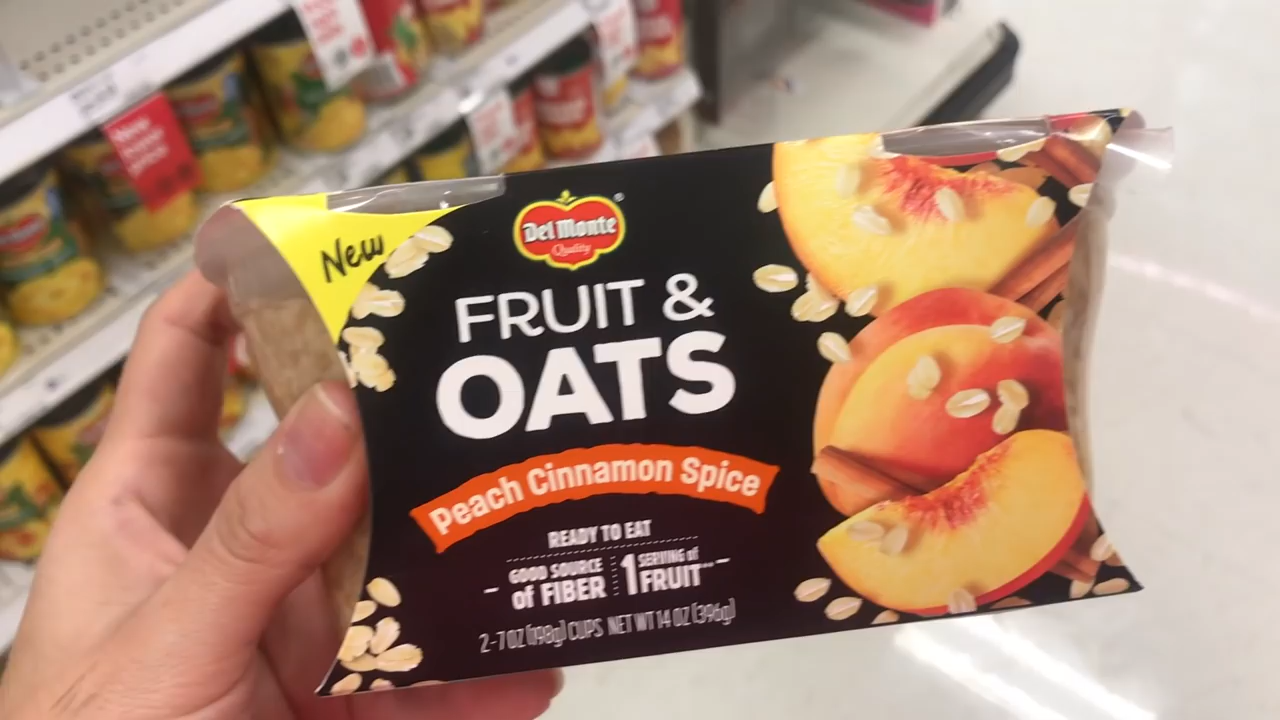 New
Del Monte®
Quality
FRUIT &
OATS
Peach Cinnamon Spice
READY TO EAT
GOOD SOURCE
of FIBER
1 SERVING of
FRUIT**
2-7 OZ (198g) CUPS NET WT 14 OZ (396g)
New